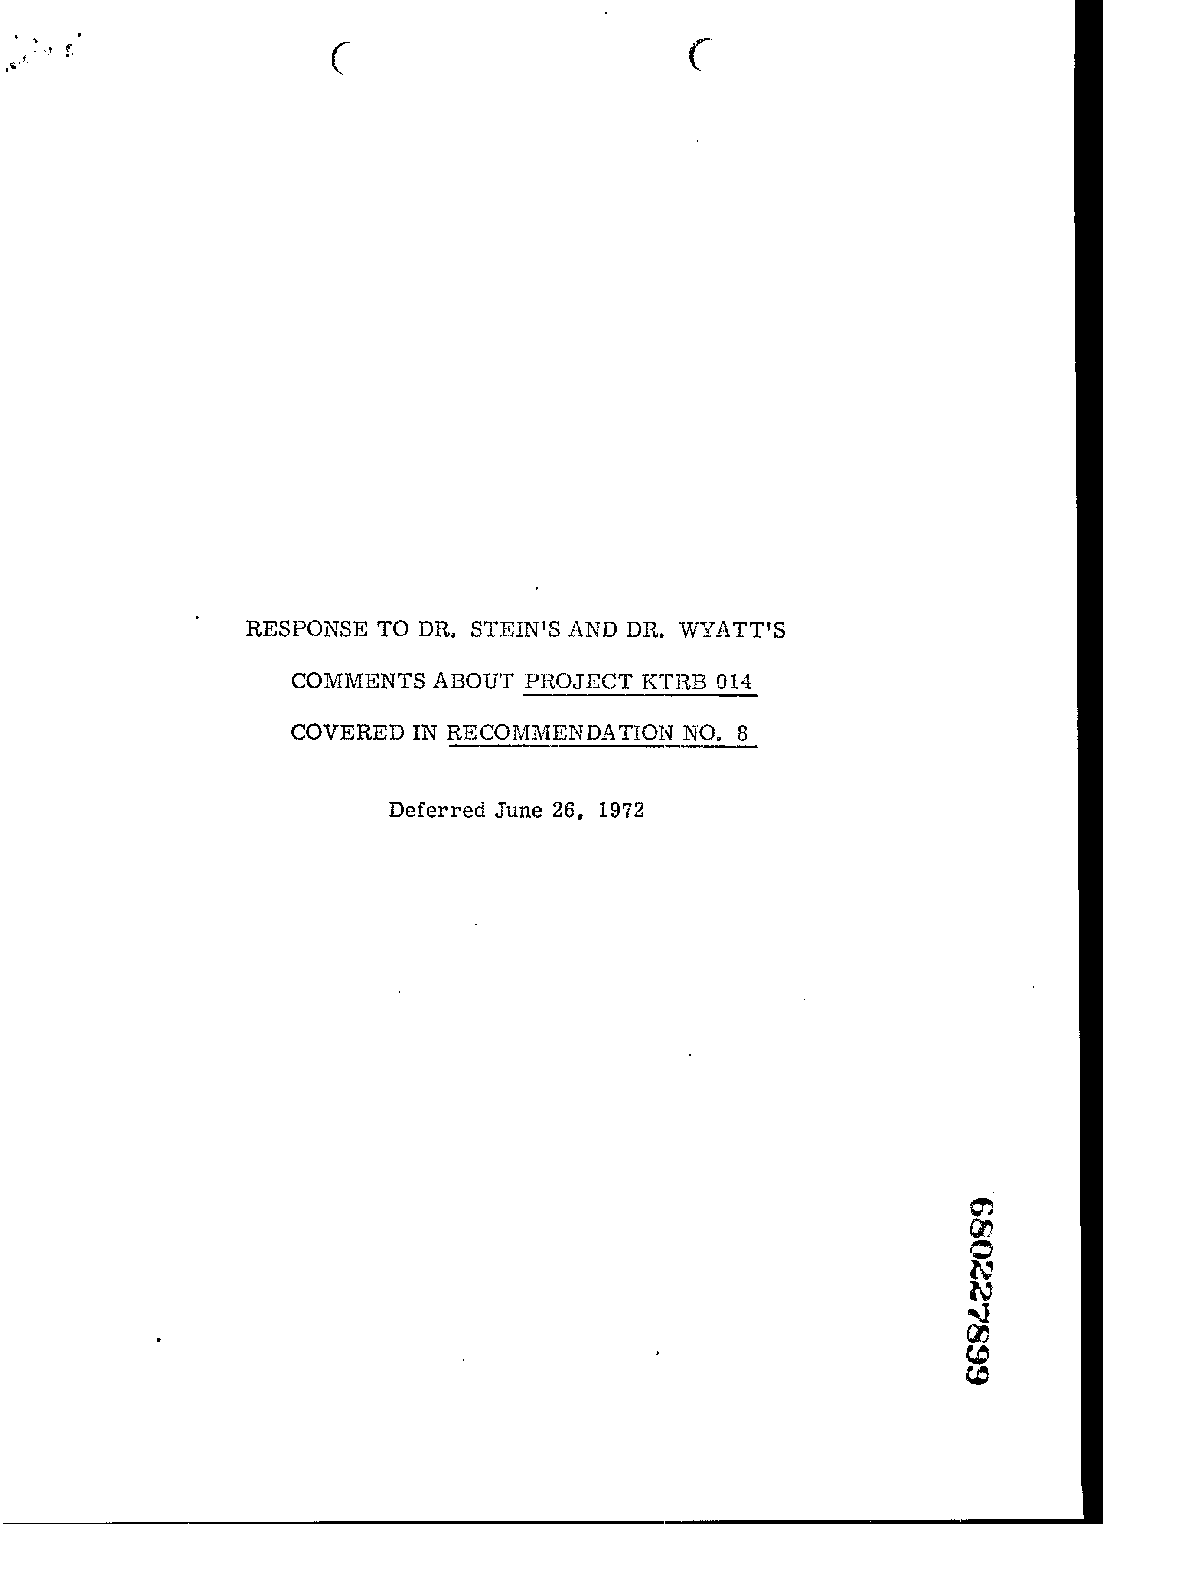 RESPONSE TO DR. STEIN'S AND DR. WYATT'S
COMMENTS ABOUT PROJECT KTRB 014
COVERED IN RECOMMENDATION NO. 8
Deferred June 26, 1972
680227899